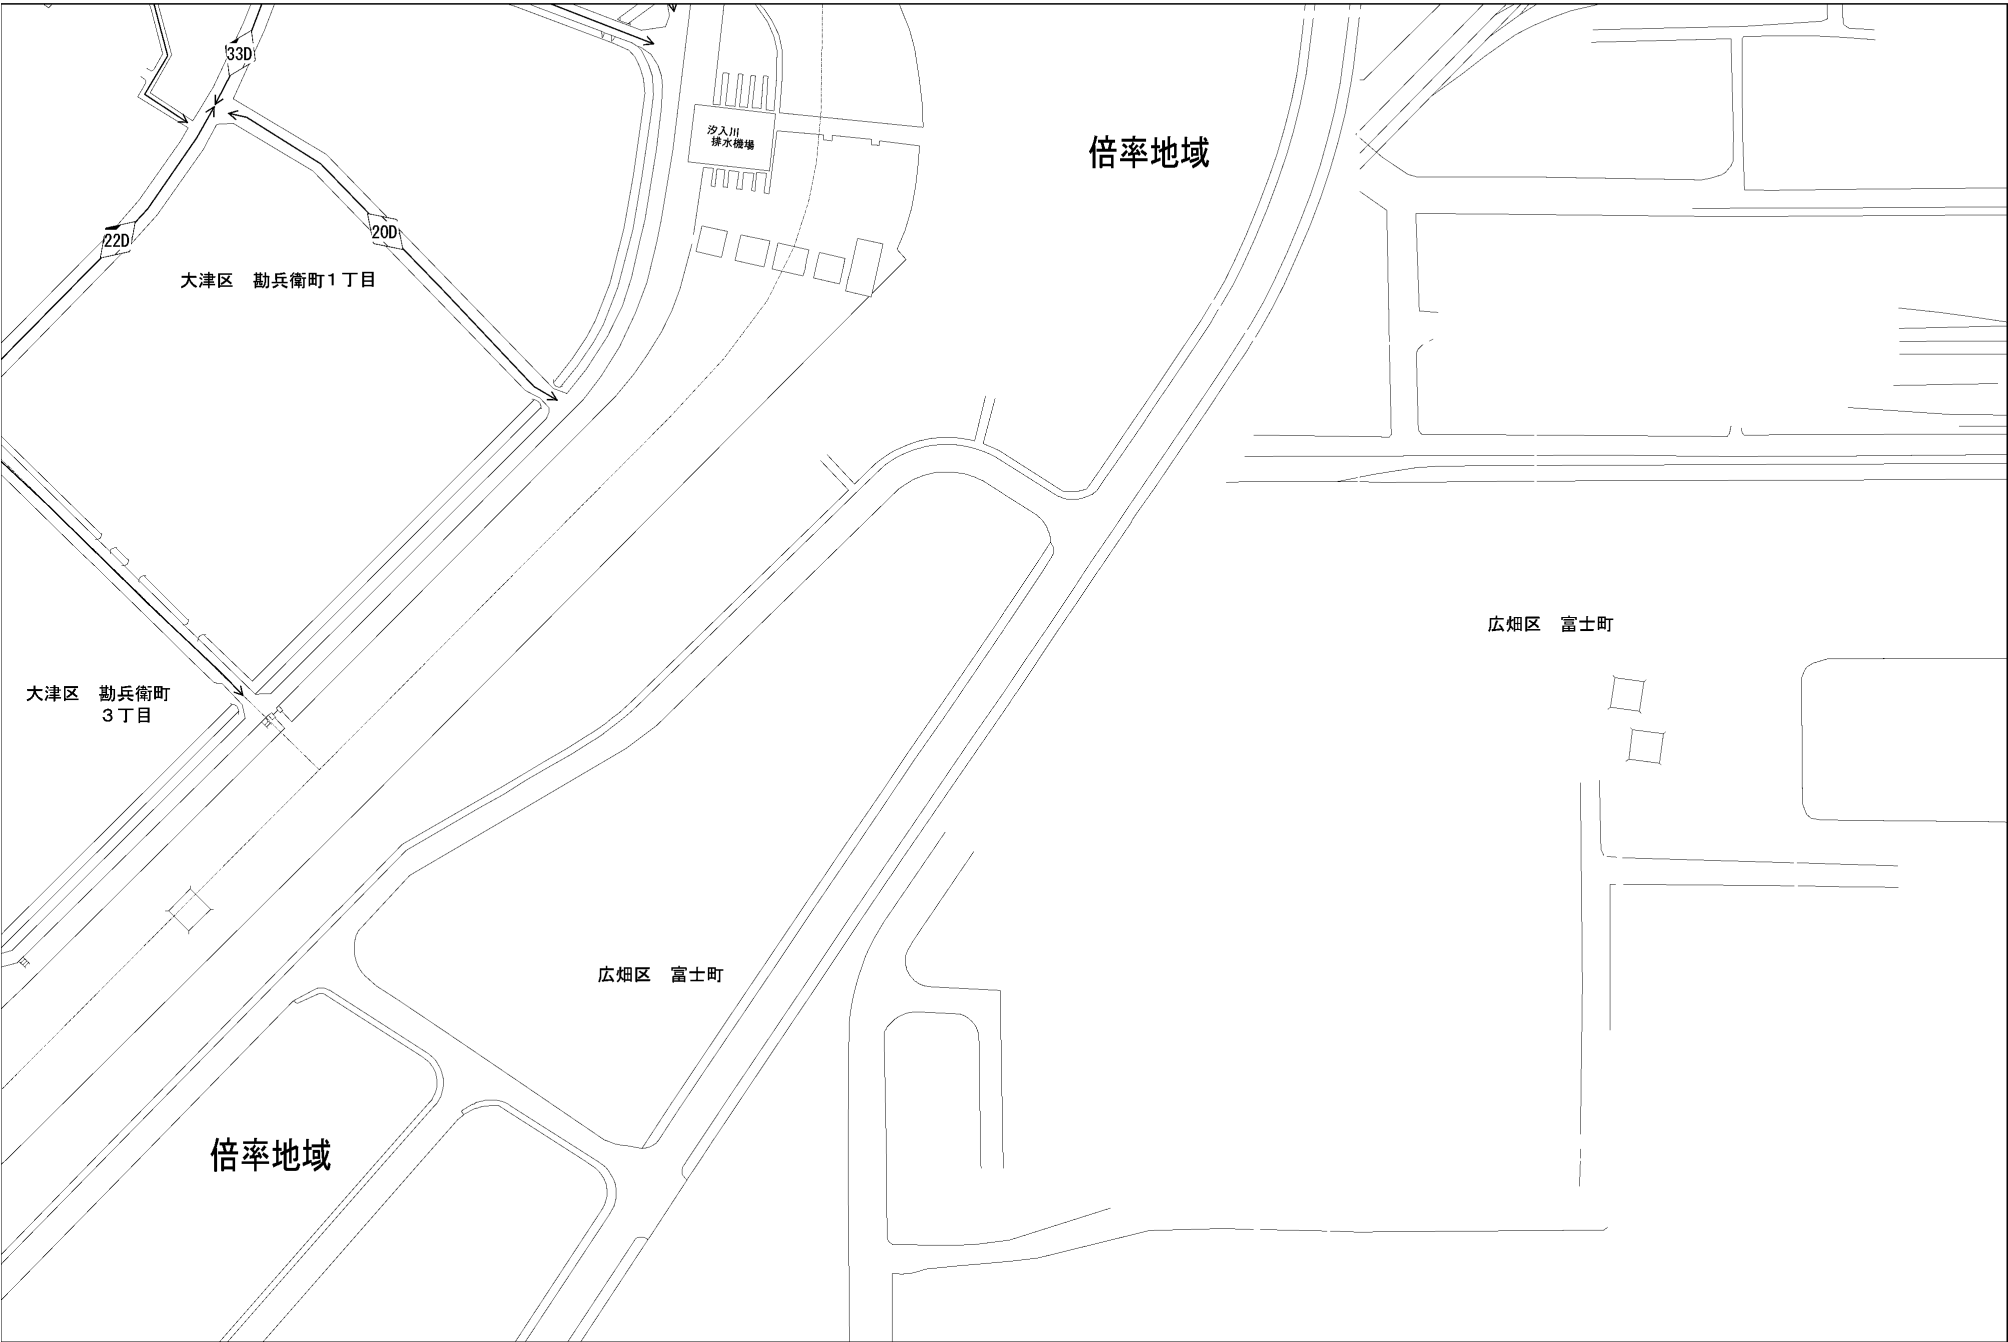 33D
汐入川
排水機場
倍率地域
22D
20D
大津区　勘兵衛町１丁目
広畑区　富士町
大津区　勘兵衛町
３丁目
広畑区　富士町
倍率地域